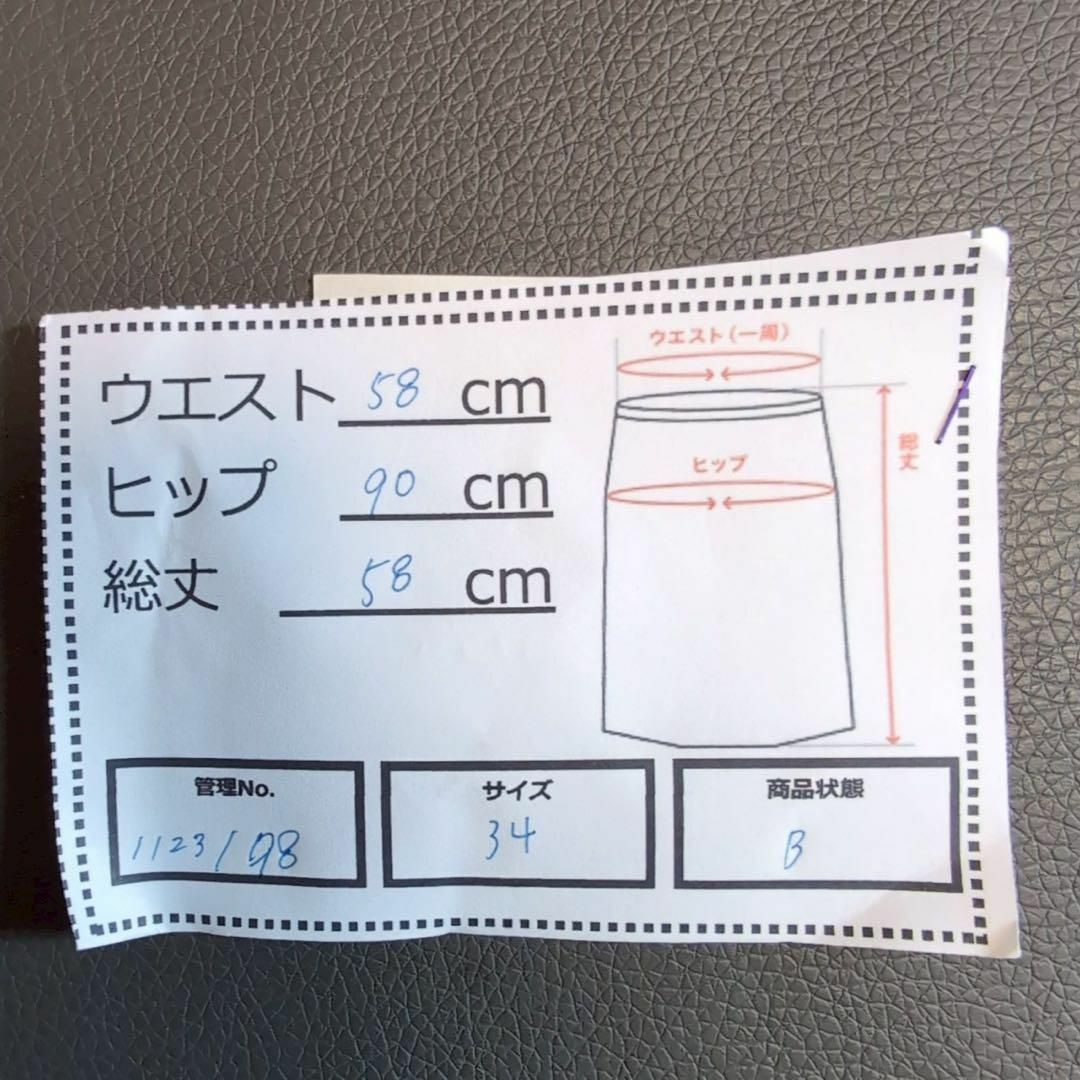 ウエスト 58 cm
ヒップ 90 cm
総丈 58 cm
ウエスト(一周)
ヒップ
総丈
管理No.
1123/98
サイズ
34
商品状態
B